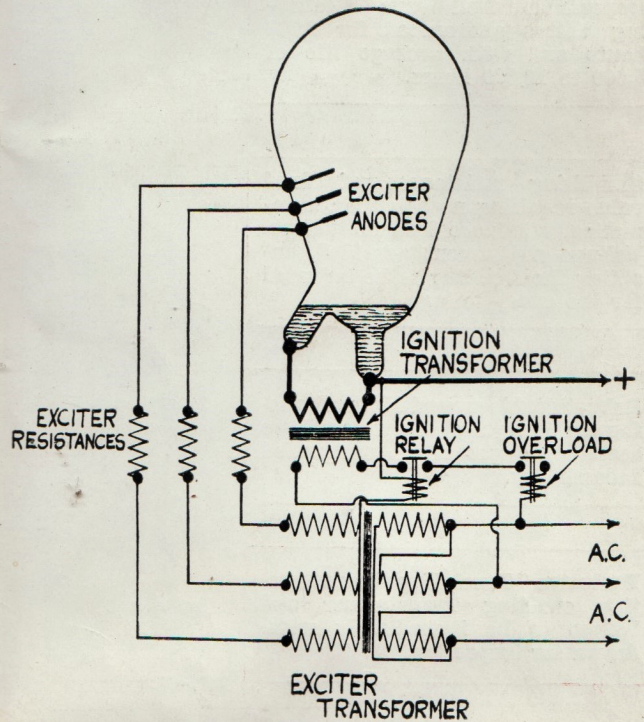 EXCITER
ANODES
IGNITION
TRANSFORMER
+
EXCITER
RESISTANCES
IGNITION
RELAY
IGNITION
OVERLOAD
A.C.
A.C.
EXCITER
TRANSFORMER